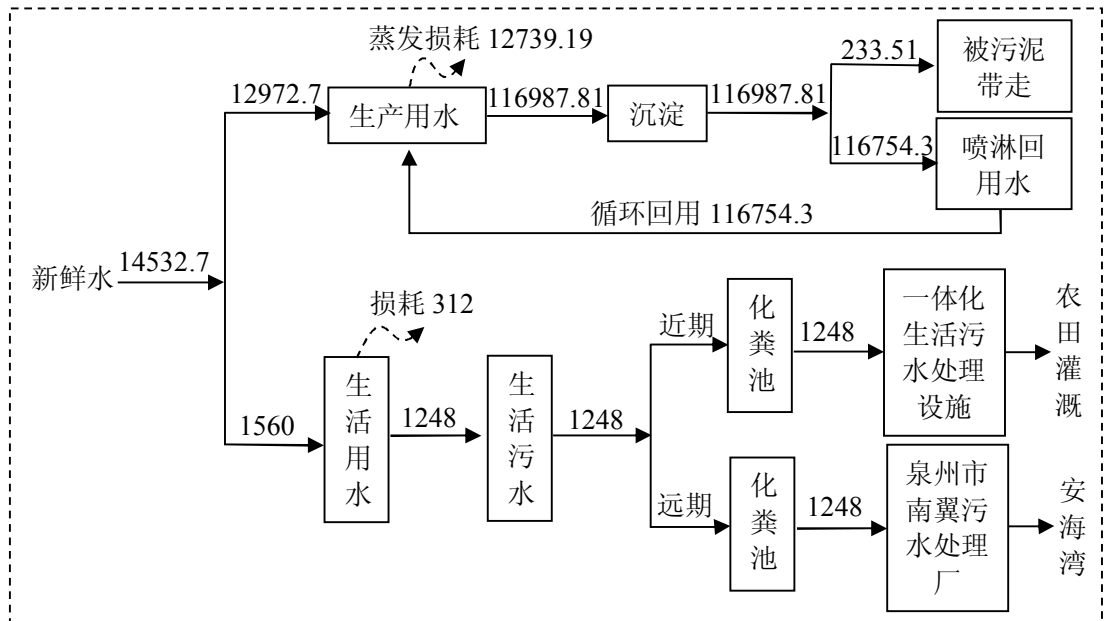 蒸发损耗 12739.19
12972.7
生产用水
116987.81
沉淀
116987.81
233.51
被污泥
带走
116754.3
喷淋回
用水
循环回用 116754.3
新鲜水
14532.7
损耗 312
1560
生活用水
1248
生活污水
1248
近期
化粪池
1248
一体化
生活污
水处理
设施
农田灌溉
远期
化粪池
1248
泉州市
南翼污
水处理
厂
安海湾